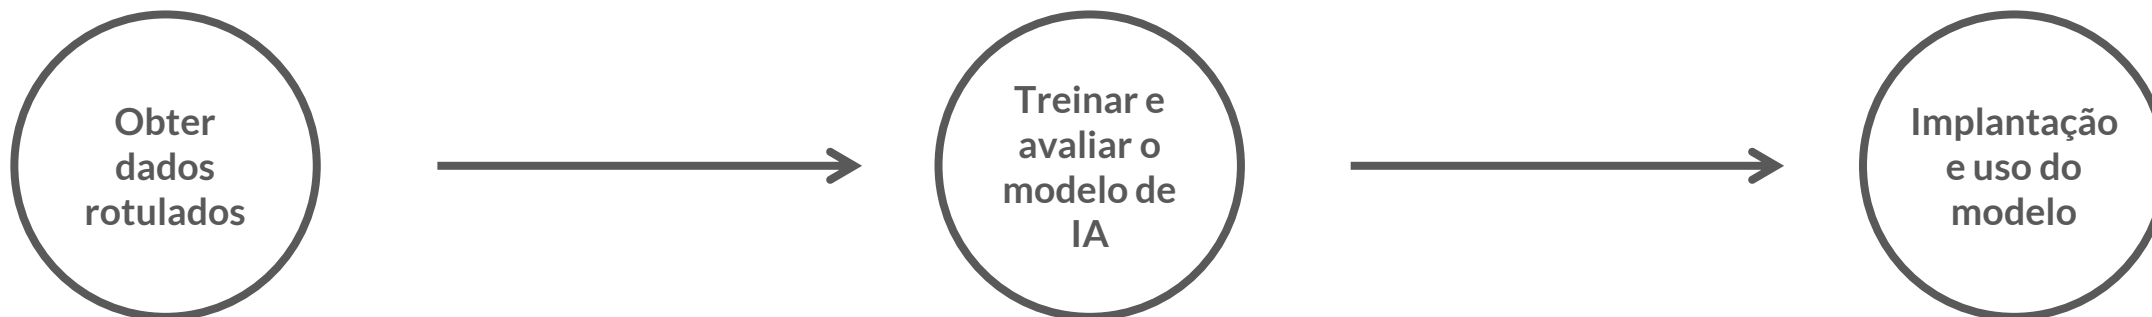 Obter
dados
rotulados
Treinar e
avaliar o
modelo de
IA
Implantação
e uso do
modelo